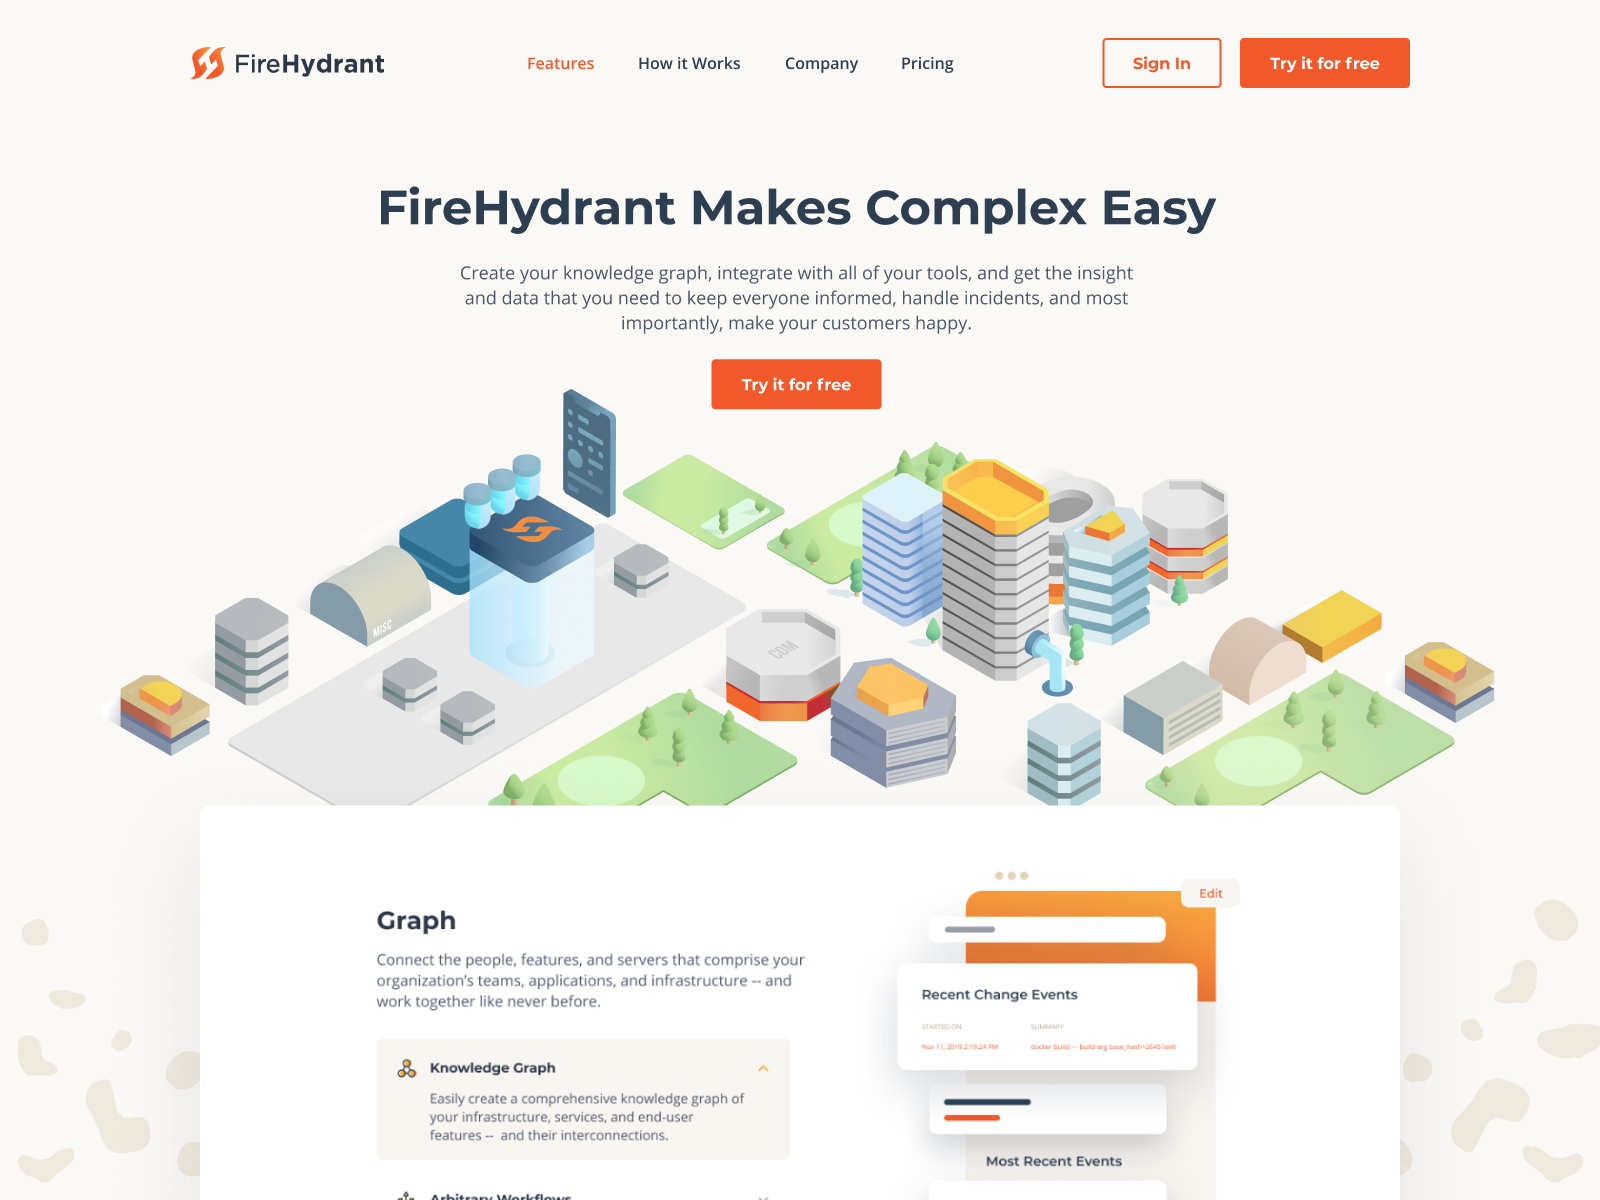 FireHydrant
Features
How it Works
Company
Pricing
Sign In
Try it for free
FireHydrant Makes Complex Easy
Create your knowledge graph, integrate with all of your tools, and get the insight
and data that you need to keep everyone informed, handle incidents, and most
importantly, make your customers happy.
Try it for free
MISC
COM
Graph
Connect the people, features, and servers that comprise your
organization's teams, applications, and infrastructure -- and
work together like never before.
Knowledge Graph
Easily create a comprehensive knowledge graph of
your infrastructure, services, and end-user
features -- and their interconnections.
Arbitrary Workflows
Edit
Recent Change Events
STARTED ON
SUMMARY
Nov 11, 2019 2:19:24 PM
docker build -- build-arg base_hash=26451ee6
Most Recent Events